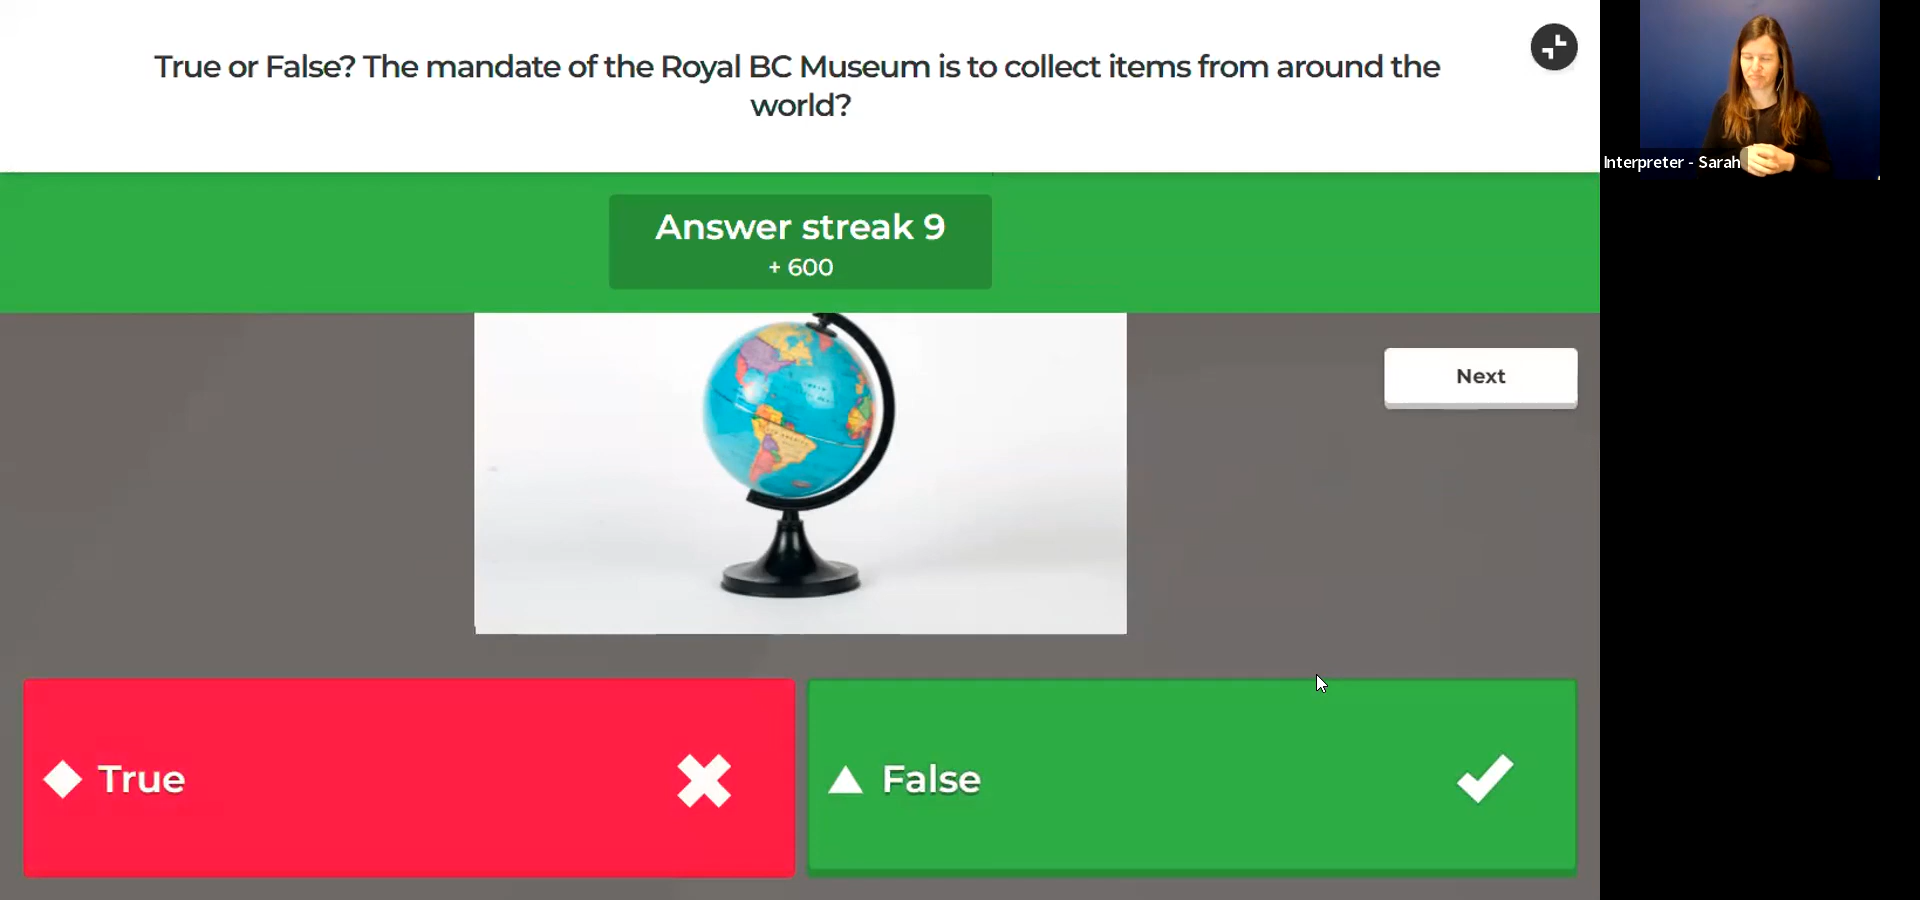 True or False? The mandate of the Royal BC Museum is to collect items from around the
world?
Interpreter - Sarah
Answer streak 9
+ 600
Next
True
False